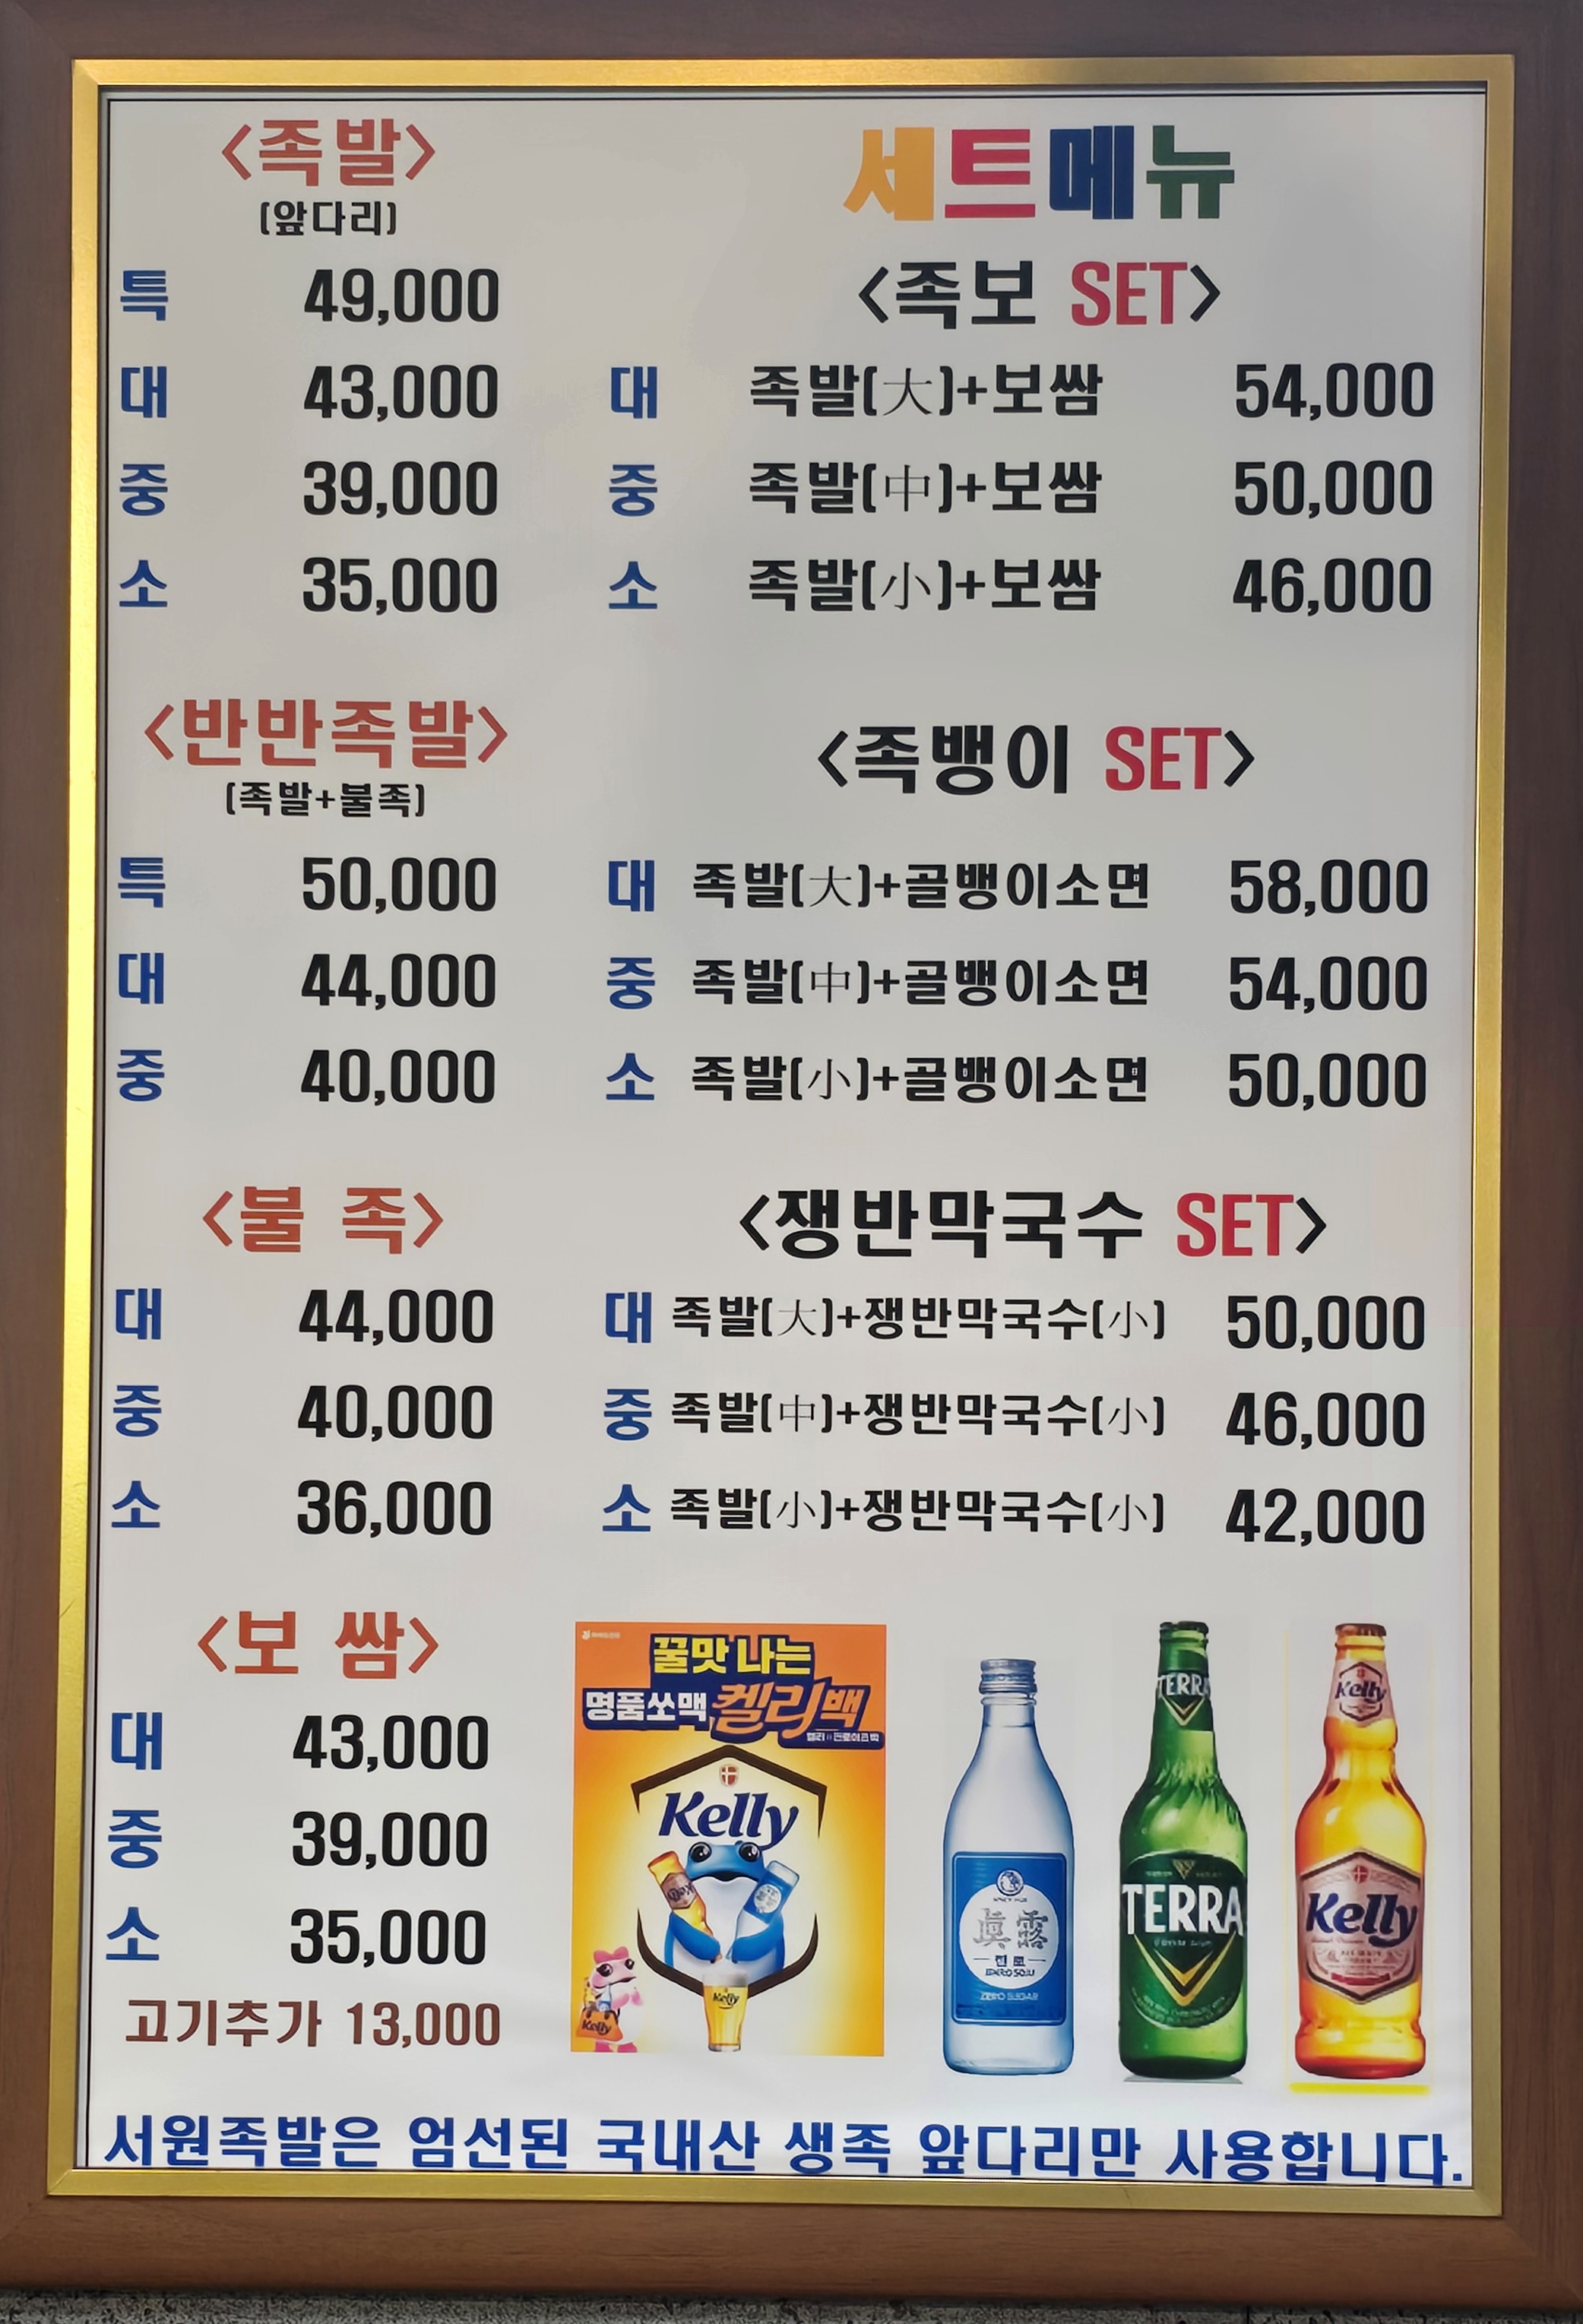 <족발>
(앞다리)
특 49,000
대 43,000
중 39,000
소 35,000
<반반족발>
(족발+불족)
특 50,000
대 44,000
중 40,000
<불 족>
대 44,000
중 40,000
소 36,000
<보 쌈>
대 43,000
중 39,000
소 35,000
고기추가 13,000
세트메뉴
<족보 SET>
대 족발(大)+보쌈 54,000
중 족발(中)+보쌈 50,000
소 족발(小)+보쌈 46,000
<족뱅이 SET>
대 족발(大)+골뱅이소면 58,000
중 족발(中)+골뱅이소면 54,000
소 족발(小)+골뱅이소면 50,000
<쟁반막국수 SET>
대 족발(大)+쟁반막국수(小) 50,000
중 족발(中)+쟁반막국수(小) 46,000
소 족발(小)+쟁반막국수(小) 42,000
꿀맛 나는
명품쏘맥, 켈리백
Kelly
Kelly
Kelly
眞露
진로
ZERO SUGAR
TERRA
TERRA
Kelly
Kelly
서원족발은 엄선된 국내산 생족 앞다리만 사용합니다.